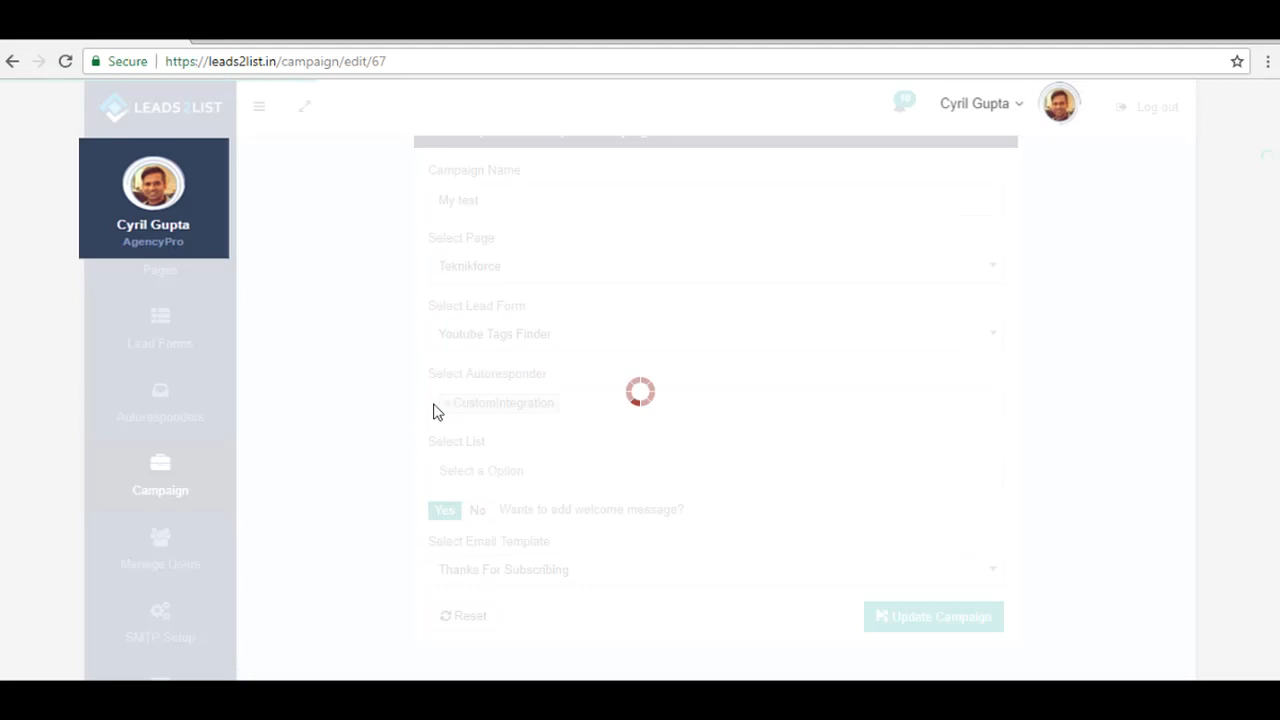 Secure | https://leads2list.in/campaign/edit/67
LEADS2LIST
Cyril Gupta
Log out
Cyril Gupta
AgencyPro
Pages
Lead Forms
Autoresponders
Campaign
Manage Users
SMTP Setup
Campaign Name
My test
Select Page
Teknikforce
Select Lead Form
Youtube Tags Finder
Select Autoresponder
× CustomIntegration
Select List
Select a Option
Yes No Wants to add welcome message?
Select Email Template
Thanks For Subscribing
Reset
Update Campaign